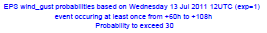 EPS wind_gust probabilities based on Wednesday 13 Jul 2011 12UTC (exp=1)
event occuring at least once from +60h to +108h
Probability to exceed 30